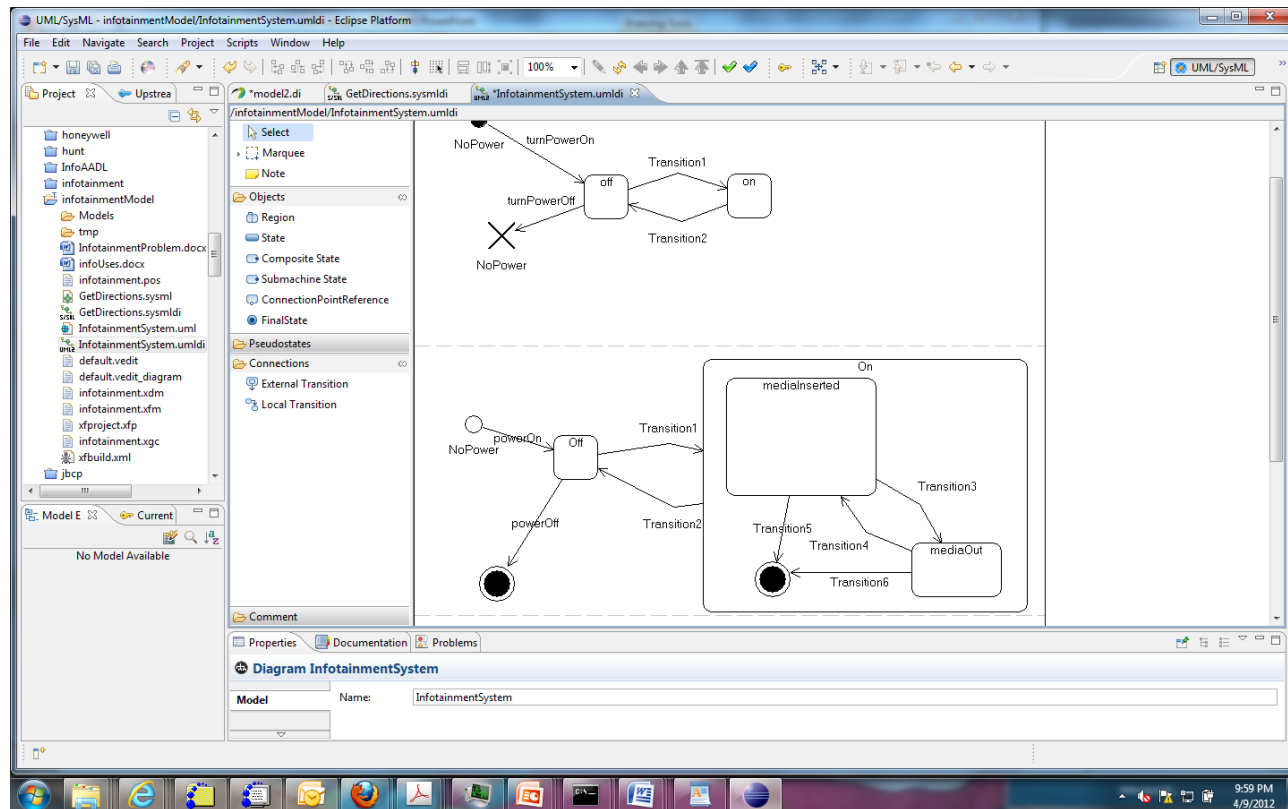 UML/SysML - infotainmentModel/InfotainmentSystem.umldi - Eclipse Platform
File Edit Navigate Search Project Scripts Window Help
100%
UML/SysML
Project
Upstrea
*model2.di
GetDirections.sysmldi
*InfotainmentSystem.umldi
/infotainmentModel/InfotainmentSystem.umldi
honeywell
hunt
InfoAADL
infotainment
infotainmentModel
Models
tmp
InfotainmentProblem.docx
infoUses.docx
infotainment.pos
GetDirections.sysml
GetDirections.sysmldi
InfotainmentSystem.uml
InfotainmentSystem.umldi
default.vedit
default.vedit_diagram
infotainment.xdm
infotainment.xfm
xfproject.xfp
infotainment.xgc
xfbuild.xml
jbcp
Model E
Current
No Model Available
Select
Marquee
Note
Objects
Region
State
Composite State
Submachine State
ConnectionPointReference
FinalState
Pseudostates
Connections
External Transition
Local Transition
Comment
NoPower
turnPowerOn
Transition1
off
on
turnPowerOff
Transition2
NoPower
On
mediaInserted
NoPower
powerOn
Off
Transition1
Transition3
powerOff
Transition2
Transition5
Transition4
mediaOut
Transition6
Properties
Documentation
Problems
Diagram InfotainmentSystem
Model
Name:
InfotainmentSystem
9:59 PM
4/9/2012